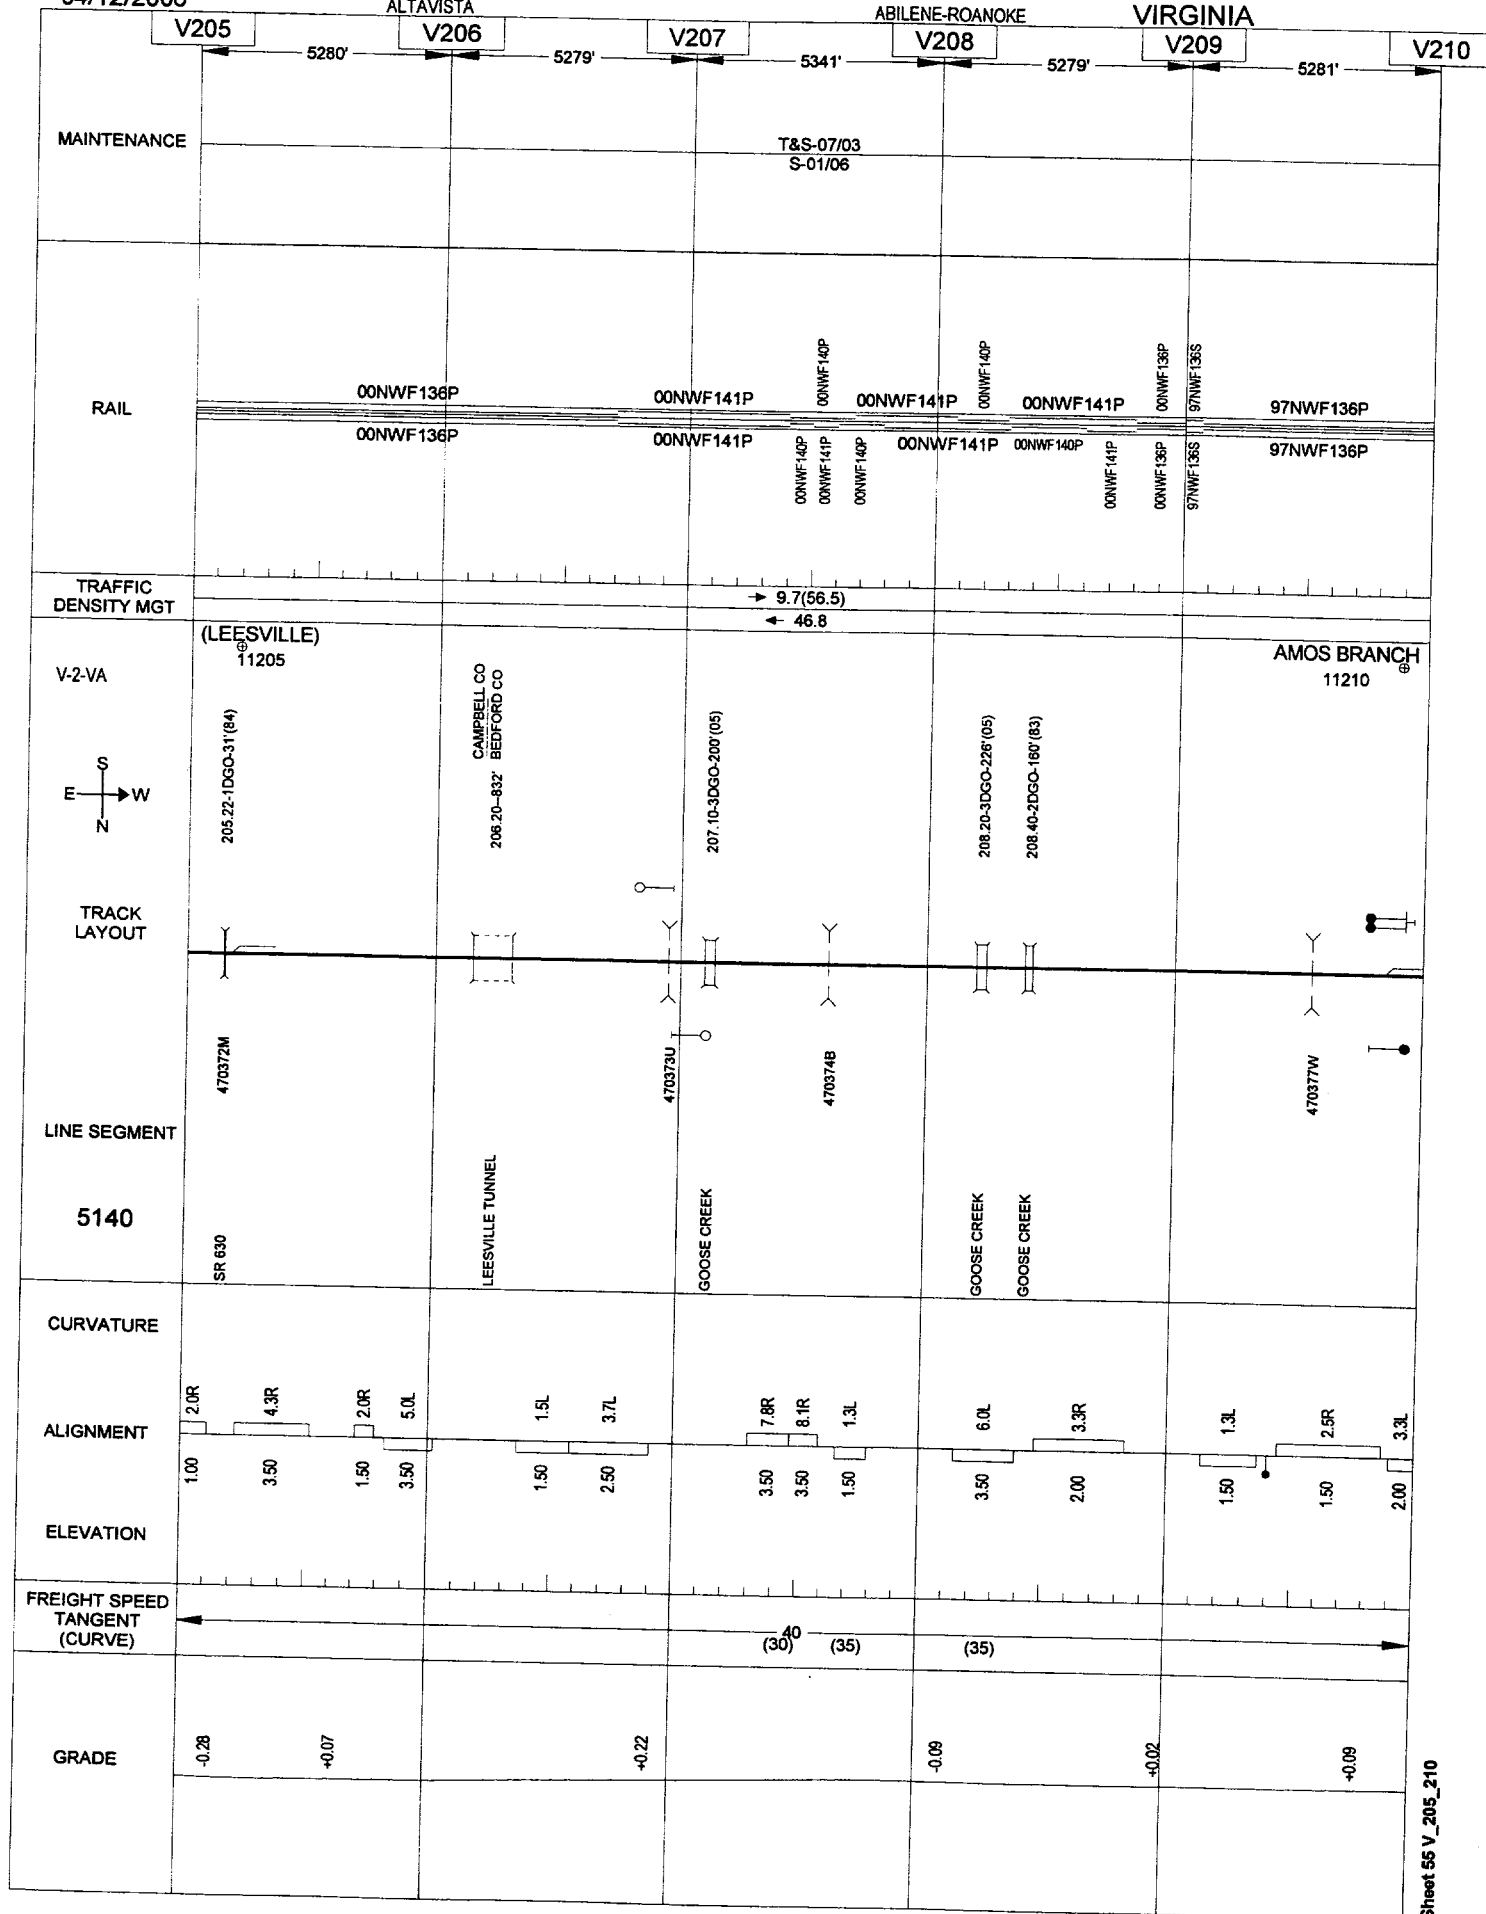 ALTAVISTA
ABILENE-ROANOKE
VIRGINIA
V205
V206
V207
V208
V209
V210
5280'
5279'
5341'
5279'
5281'
MAINTENANCE
T&S-07/03
S-01/06
RAIL
00NWF136P
00NWF141P
00NWF140P
00NWF141P
00NWF140P
00NWF141P
00NWF136P
97NWF136S
97NWF136P
00NWF136P
00NWF141P
00NWF140P
00NWF141P
00NWF140P
00NWF141P
00NWF140P
00NWF141P
00NWF136P
97NWF136S
97NWF136P
TRAFFIC
DENSITY MGT
9.7(56.5)
46.8
(LEESVILLE)
11205
AMOS BRANCH
11210
V-2-VA
S
E W
N
205.22-1DGO-31'(84)
CAMPBELL CO
BEDFORD CO
206.20--832'
207.10-3DGO-200'(05)
208.20-3DGO-226'(05)
208.40-2DGO-160'(83)
TRACK
LAYOUT
470372M
470373U
470374B
470377W
LINE SEGMENT
5140
SR 630
LEESVILLE TUNNEL
GOOSE CREEK
GOOSE CREEK
GOOSE CREEK
CURVATURE
ALIGNMENT
2.0R
4.3R
2.0R
5.0L
1.5L
3.7L
7.8R
8.1R
1.3L
6.0L
3.3R
1.3L
2.5R
3.3L
1.00
3.50
1.50
3.50
1.50
2.50
3.50
3.50
1.50
3.50
2.00
1.50
1.50
2.00
ELEVATION
FREIGHT SPEED
TANGENT
(CURVE)
40
(30)
(35)
(35)
GRADE
-0.28
+0.07
+0.22
-0.09
+0.02
+0.09
Sheet 55 V_205_210